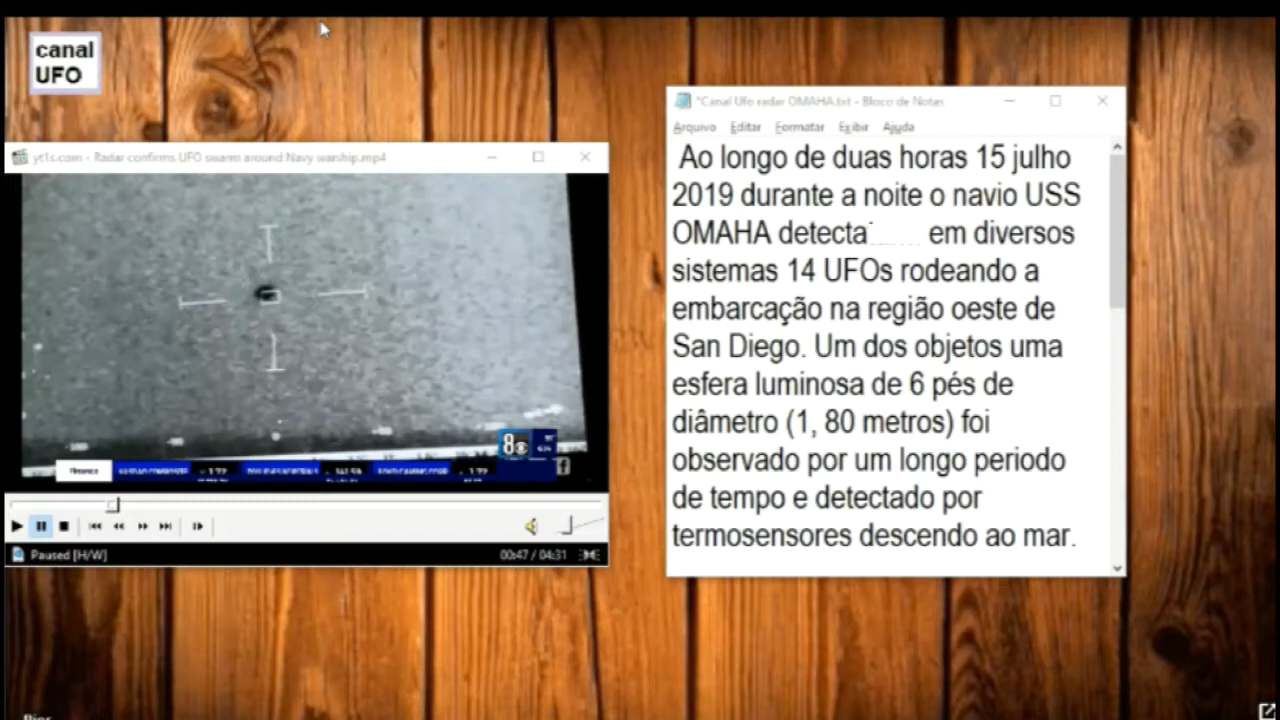 canal
UFO
ytls.com - Radar confirms UFO swarm around Navy warship.mp4
8
Finance
Paused [H/W]
00:47 / 04:31
*Canal Ufo radar OMAHA.txt - Bloco de Notas
Arquivo Editar Formatar Exibir Ajuda
Ao longo de duas horas 15 julho
2019 durante a noite o navio USS
OMAHA detecta em diversos
sistemas 14 UFOs rodeando a
embarcação na região oeste de
San Diego. Um dos objetos uma
esfera luminosa de 6 pés de
diâmetro (1, 80 metros) foi
observado por um longo periodo
de tempo e detectado por
termosensores descendo ao mar.